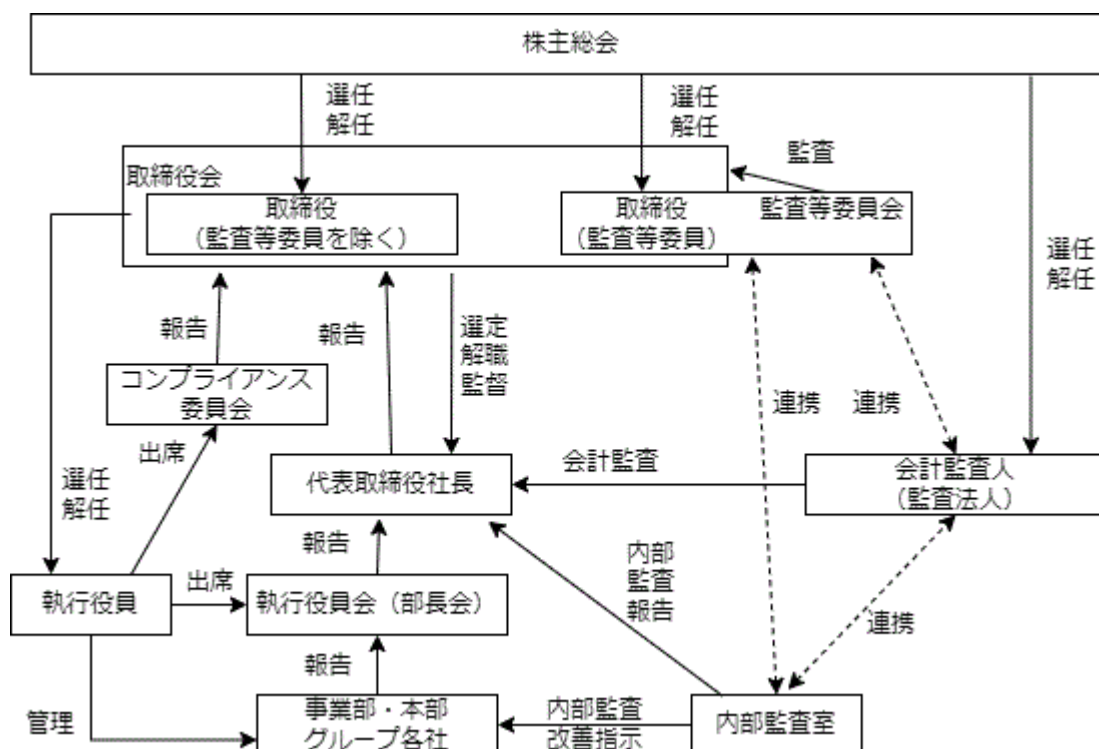 株主総会
選任
解任
選任
解任
監査
取締役会
取締役
（監査等委員を除く）
取締役
（監査等委員）
監査等委員会
選任
解任
報告
報告
選定
解職
監督
コンプライアンス
委員会
連携
連携
出席
選任
解任
代表取締役社長
会計監査
会計監査人
（監査法人）
報告
内部
監査
報告
執行役員
出席
執行役員会（部長会）
連携
報告
管理
事業部・本部
グループ各社
内部監査
改善指示
内部監査室